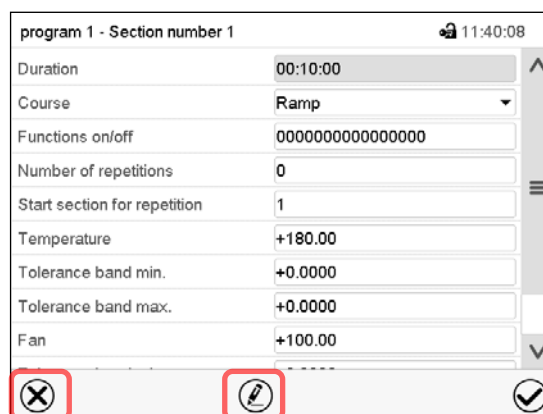 program 1 - Section number 1 11:40:08
Duration 00:10:00
Course Ramp
Functions on/off 0000000000000000
Number of repetitions 0
Start section for repetition 1
Temperature +180.00
Tolerance band min. +0.0000
Tolerance band max. +0.0000
Fan +100.00